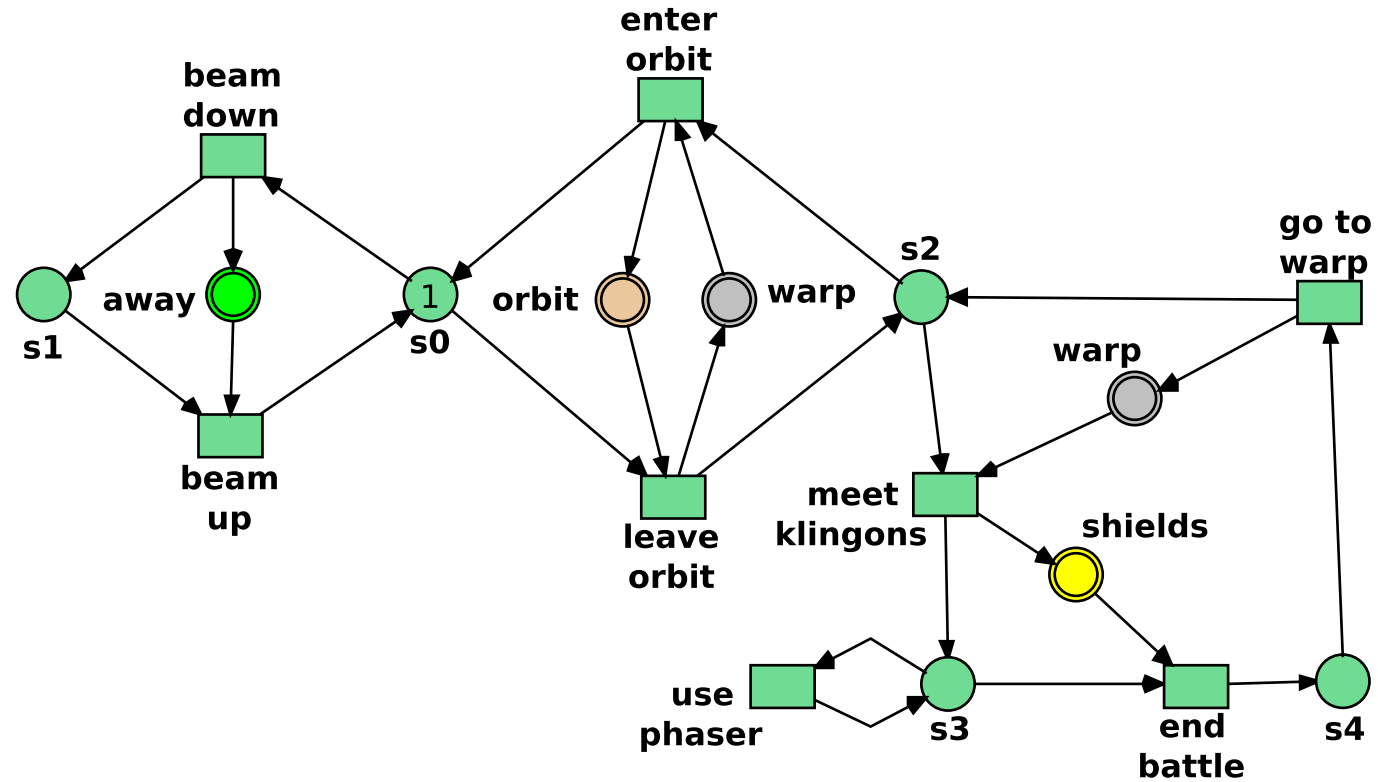 enter
orbit
beam
down
s2
go to
warp
away
1
orbit
warp
s1
s0
warp
beam
up
meet
klingons
shields
leave
orbit
use
phaser
s3
end
battle
s4